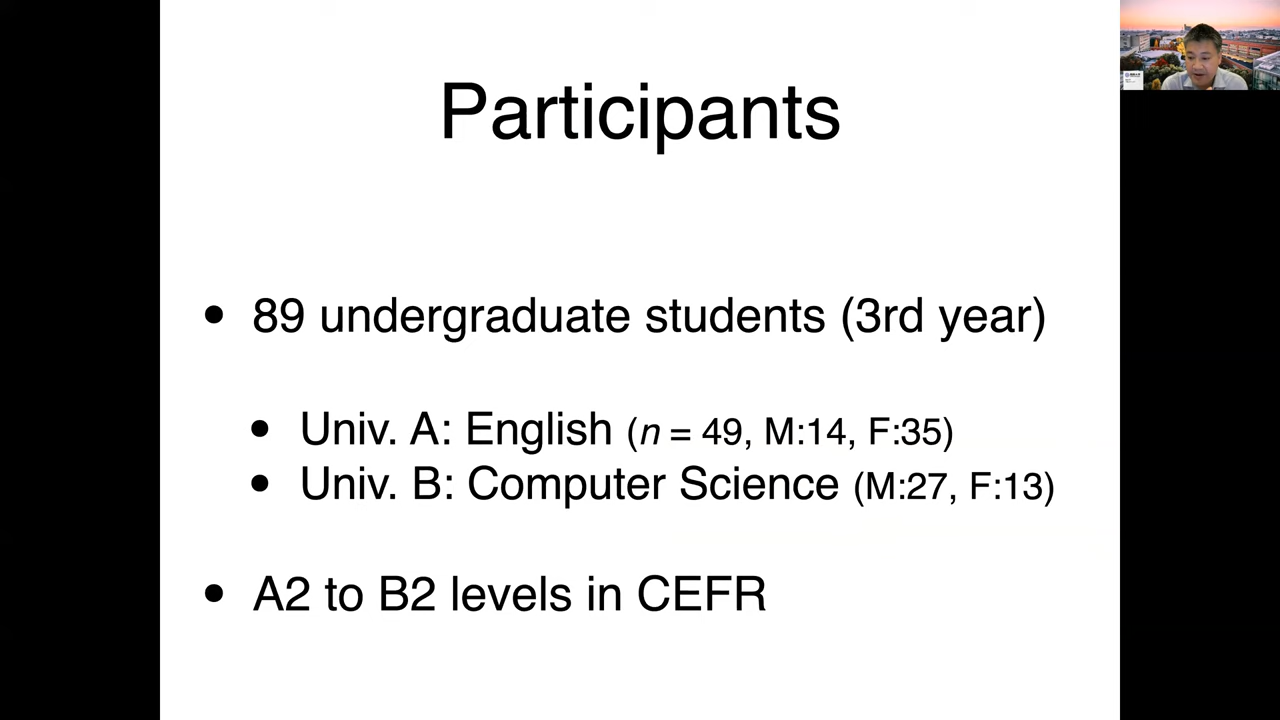 Participants
• 89 undergraduate students (3rd year)
• Univ. A: English (n = 49, M:14, F:35)
• Univ. B: Computer Science (M:27, F:13)
• A2 to B2 levels in CEFR